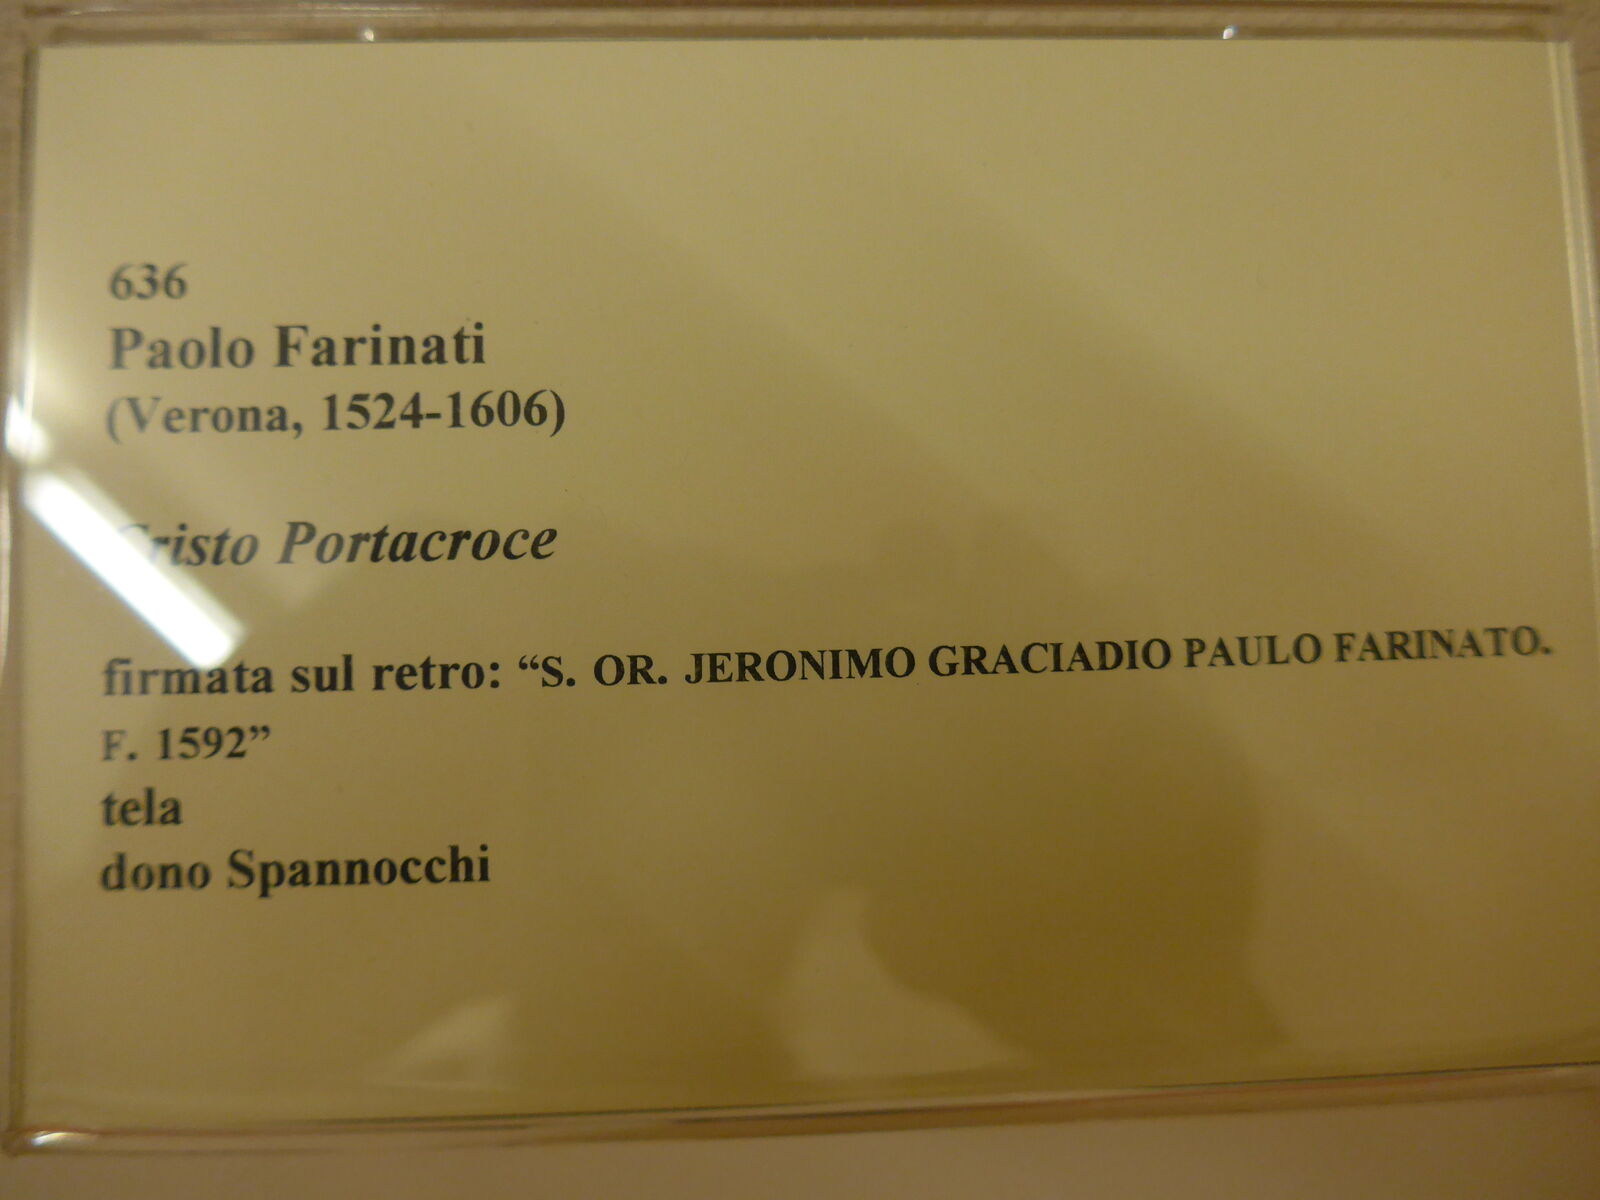 636
Paolo Farinati
(Verona, 1524-1606)
Cristo Portacroce
firmata sul retro: “S. OR. JERONIMO GRACIADIO PAULO FARINATO.
F. 1592”
tela
dono Spannocchi